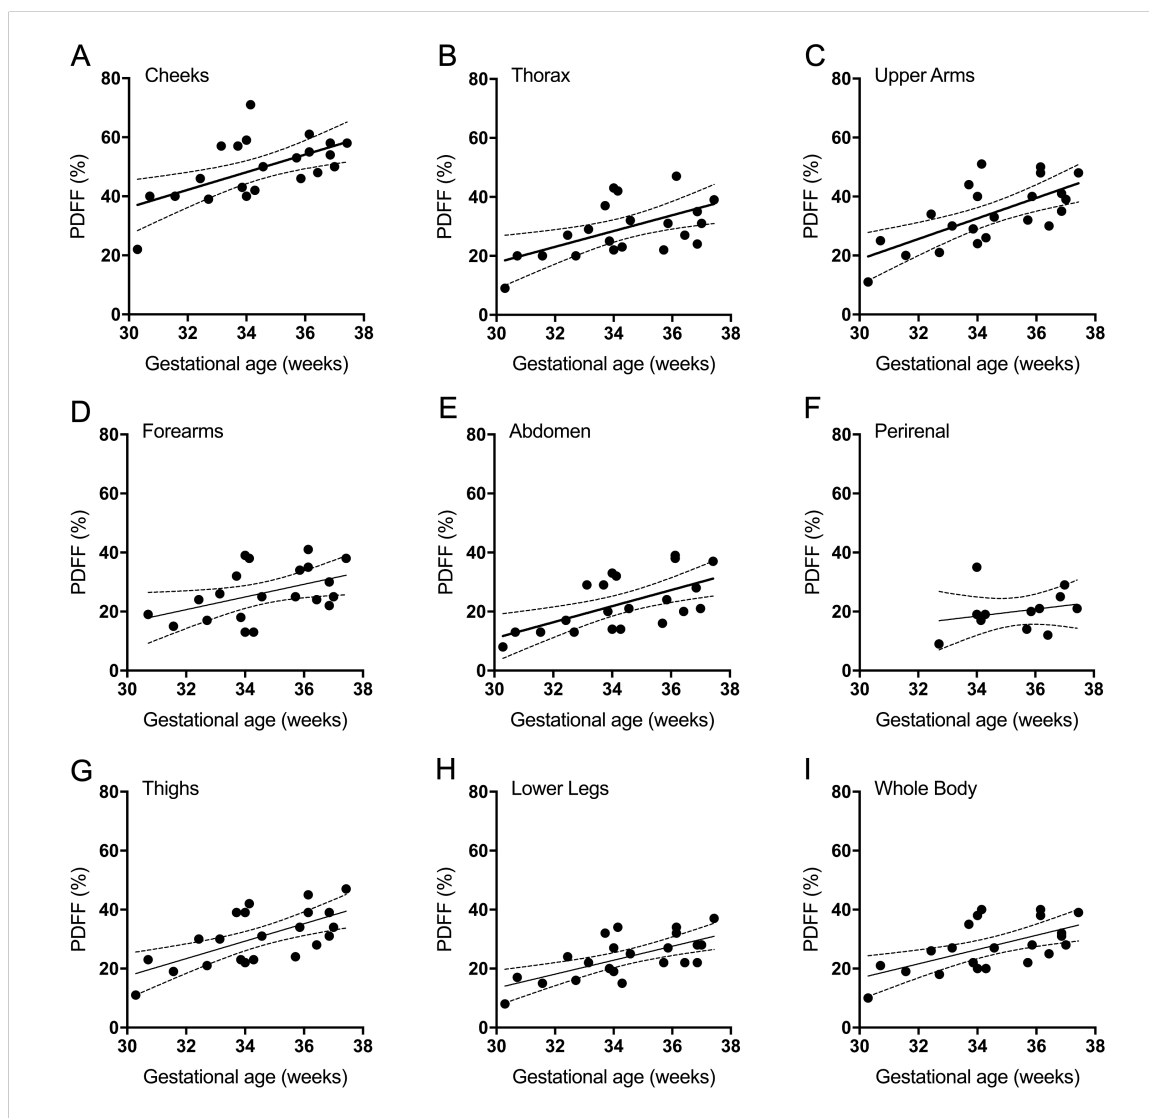 A B C
Cheeks Thorax Upper Arms
80 80 80
60 60 60
PDFF (%) PDFF (%) PDFF (%)
40 40 40
20 20 20
0 0 0
30 32 34 36 38 30 32 34 36 38 30 32 34 36 38
Gestational age (weeks) Gestational age (weeks) Gestational age (weeks)
D E F
Forearms Abdomen Perirenal
80 80 80
60 60 60
PDFF (%) PDFF (%) PDFF (%)
40 40 40
20 20 20
0 0 0
30 32 34 36 38 30 32 34 36 38 30 32 34 36 38
Gestational age (weeks) Gestational age (weeks) Gestational age (weeks)
G H I
Thighs Lower Legs Whole Body
80 80 80
60 60 60
PDFF (%) PDFF (%) PDFF (%)
40 40 40
20 20 20
0 0 0
30 32 34 36 38 30 32 34 36 38 30 32 34 36 38
Gestational age (weeks) Gestational age (weeks) Gestational age (weeks)